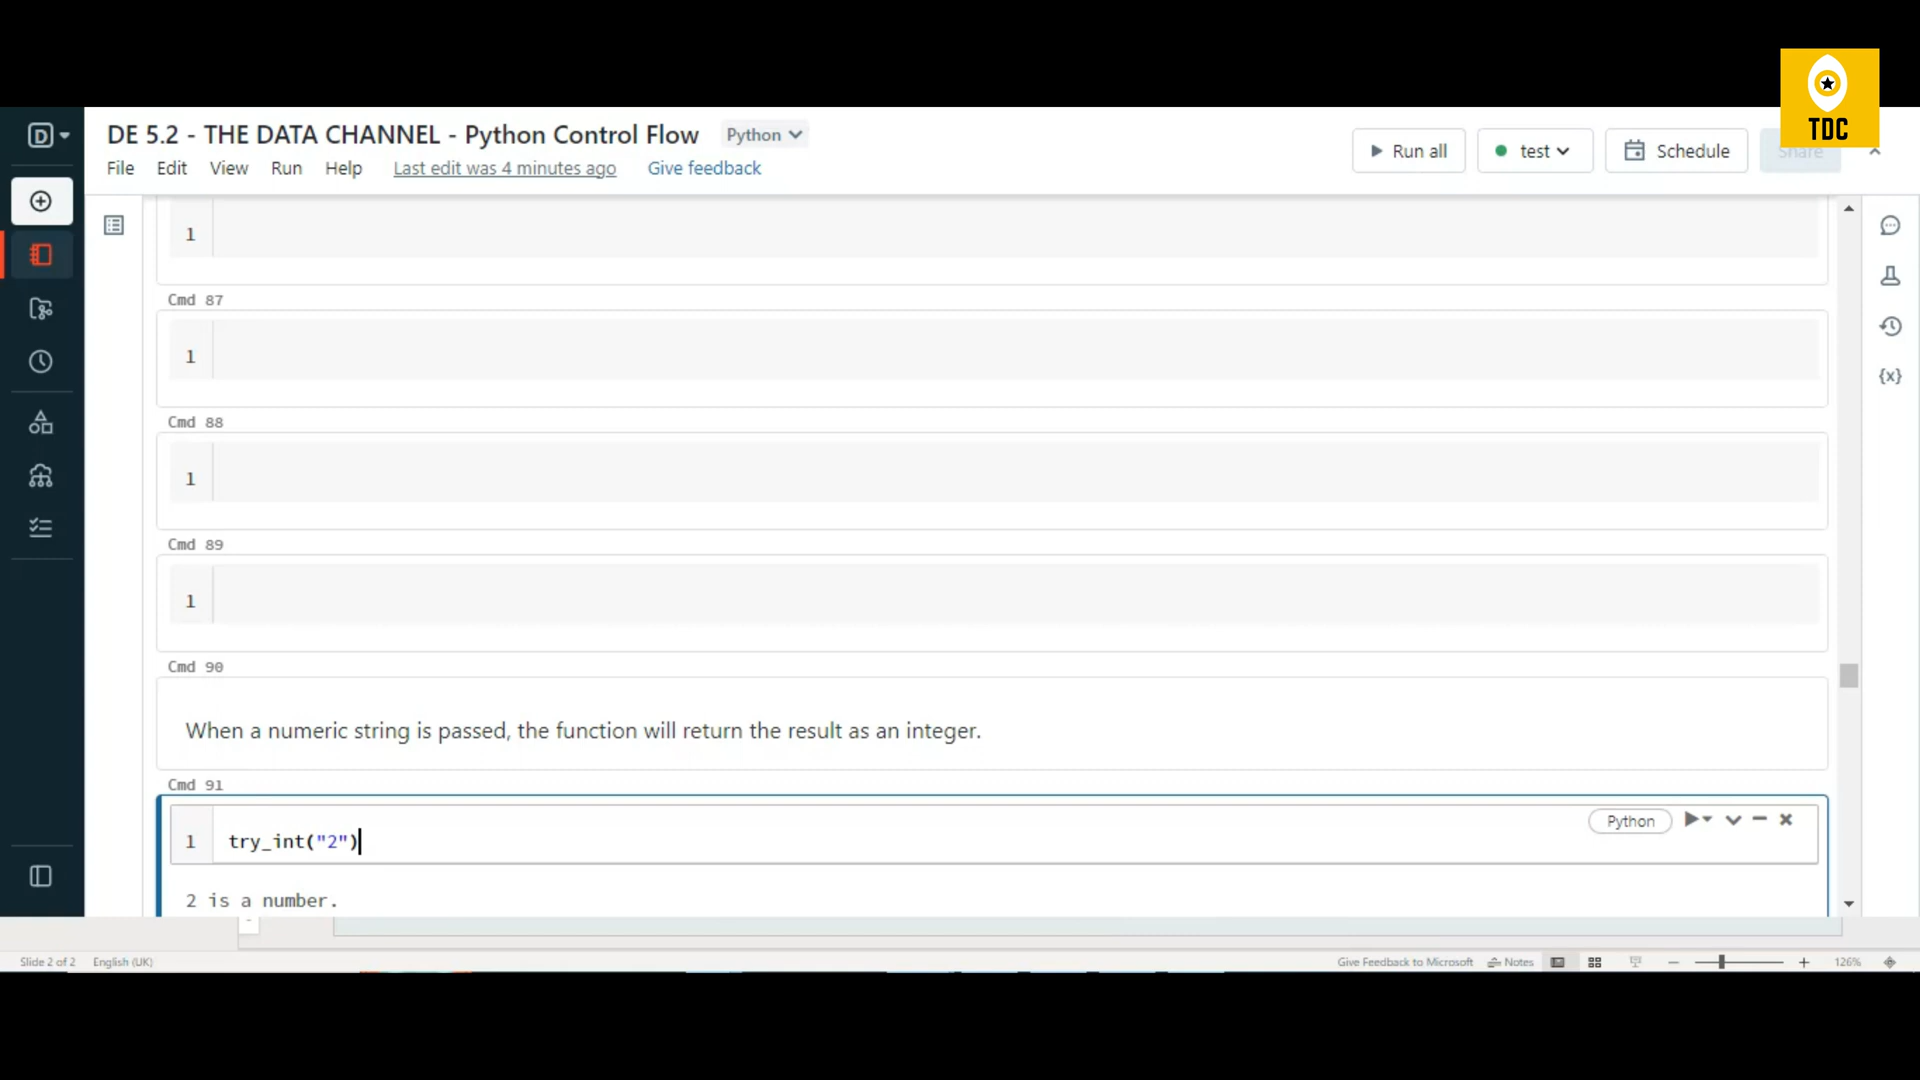 TDC
DE 5.2 - THE DATA CHANNEL - Python Control Flow Python
File Edit View Run Help Last edit was 4 minutes ago Give feedback
Run all test Schedule Share
1
Cmd 87
1
Cmd 88
1
Cmd 89
1
Cmd 90
When a numeric string is passed, the function will return the result as an integer.
Cmd 91
Python
1 try_int("2")
2 is a number.
Slide 2 of 2 English (UK) Give Feedback to Microsoft Notes 126%